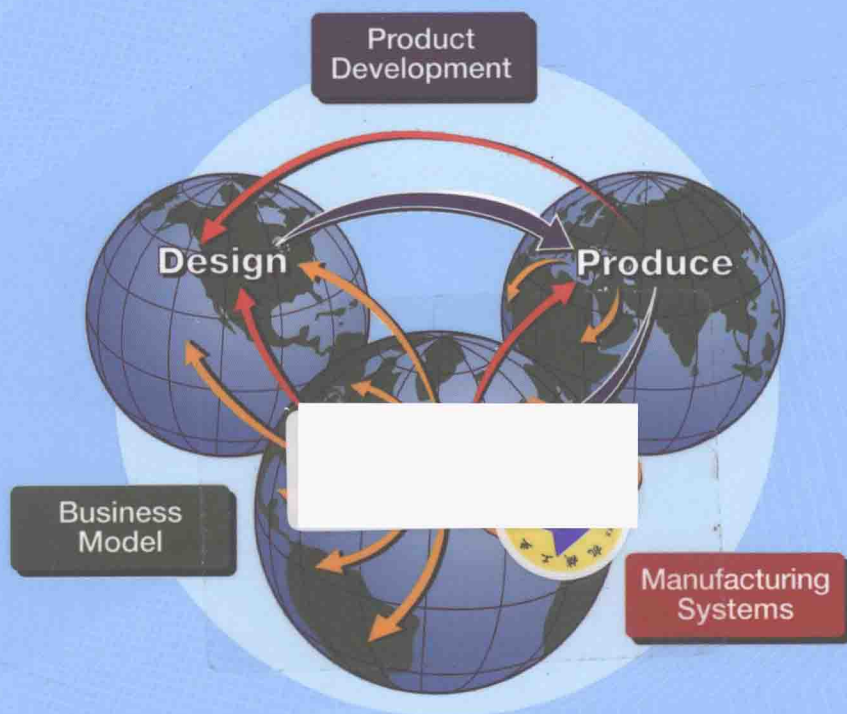 Product
Development
Design
Produce
Business
Model
Manufacturing
Systems